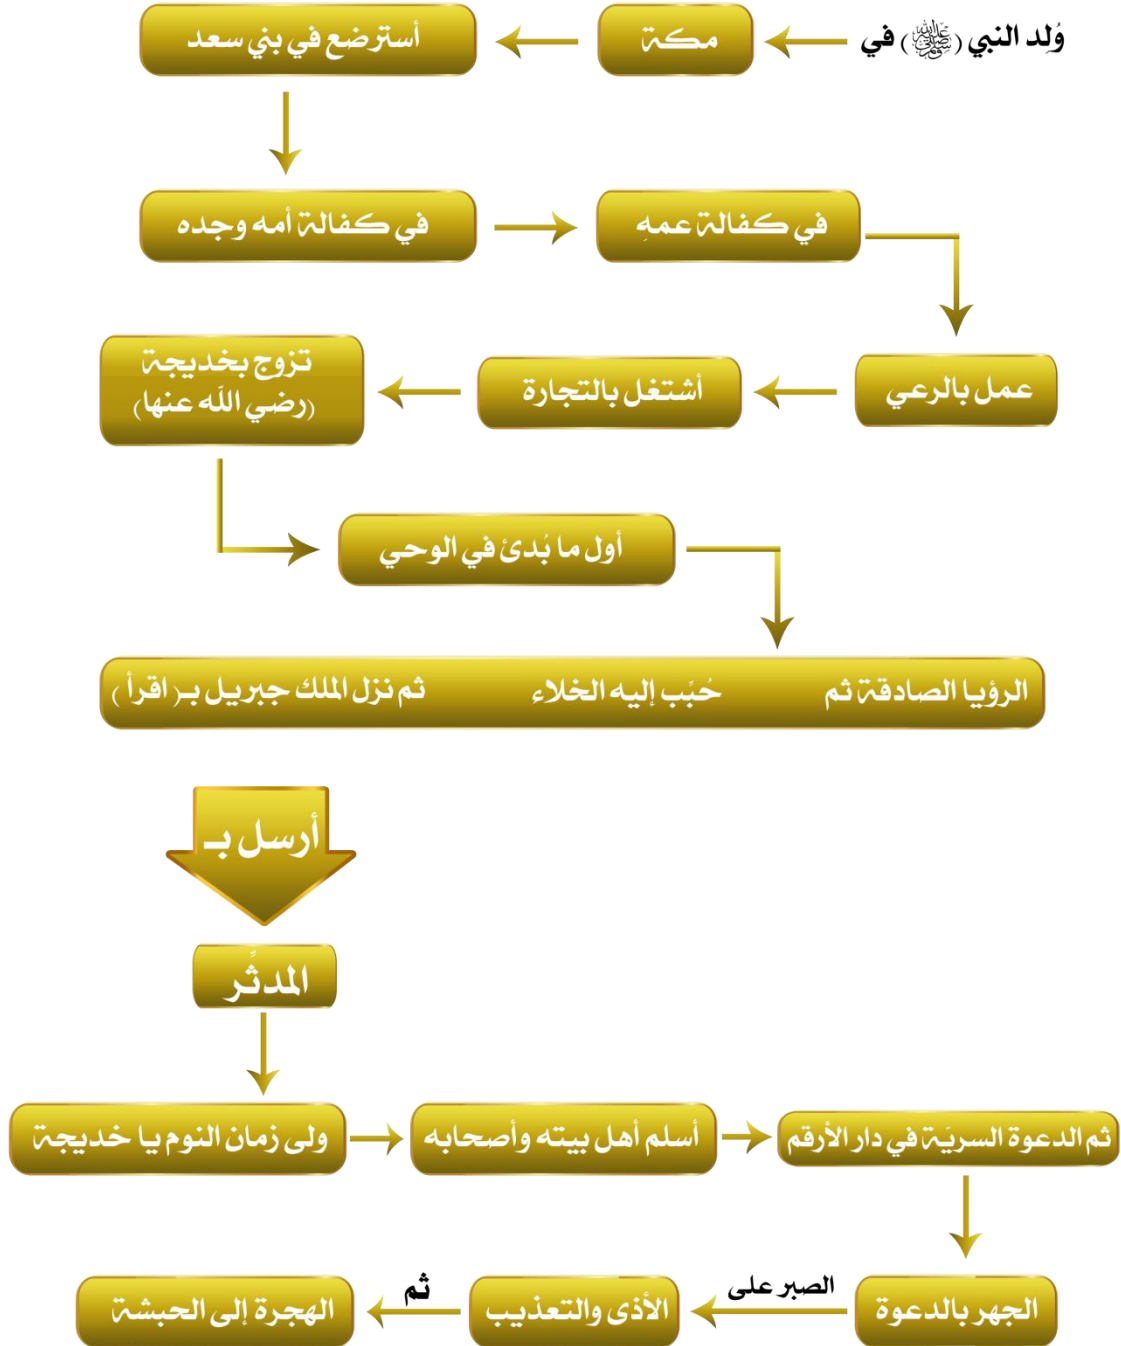 وُلد النبي (ﷺ) في
مكة
أسترضع في بني سعد
في كفالة أمه وجده
في كفالة عمهِ
عمل بالرعي
أشتغل بالتجارة
تزوج بخديجة
(رضي الله عنها)
أول ما بُدئ في الوحي
الرؤيا الصادقة ثم حُبِّب إليه الخلاء ثم نزل الملك جبريل بـ( اقرأ )
أرسل بـ
المدثِّر
ولى زمان النوم يا خديجة
أسلم أهل بيته وأصحابه
ثم الدعوة السريَة في دار الأرقم
الجهر بالدعوة
الصبر على
الأذى والتعذيب
ثم
الهجرة إلى الحبشة